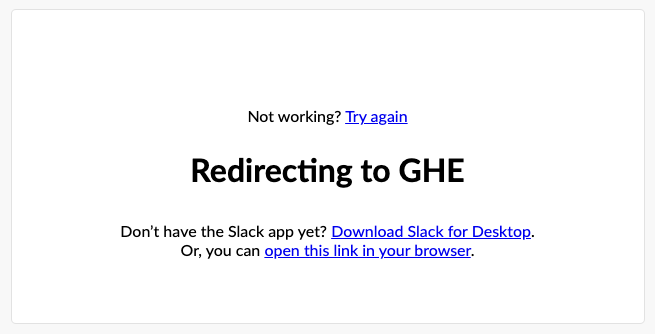 Not working? Try again
Redirecting to GHE
Don’t have the Slack app yet? Download Slack for Desktop.
Or, you can open this link in your browser.